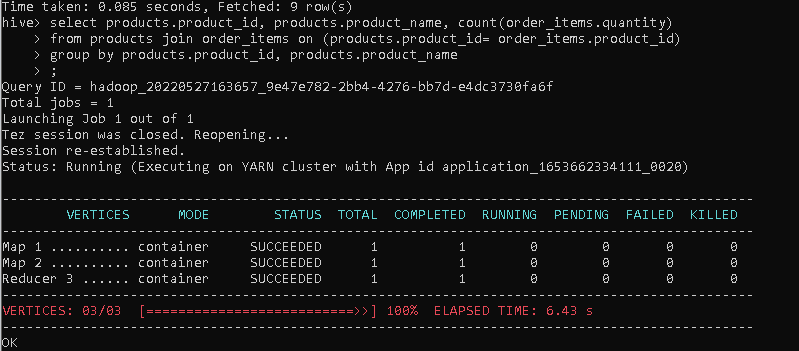 Time taken: 0.085 seconds, Fetched: 9 row(s)
hive> select products.product_id, products.product_name, count(order_items.quantity)
    > from products join order_items on (products.product_id= order_items.product_id)
    > group by products.product_id, products.product_name
    > ;
Query ID = hadoop_20220527163657_9e47e782-2bb4-4276-bb7d-e4dc3730fa6f
Total jobs = 1
Launching Job 1 out of 1
Tez session was closed. Reopening...
Session re-established.
Status: Running (Executing on YARN cluster with App id application_1653662334111_0020)
----------------------------------------------------------------------------------------------
        VERTICES      MODE        STATUS  TOTAL  COMPLETED  RUNNING  PENDING  FAILED  KILLED
----------------------------------------------------------------------------------------------
Map 1 .......... container     SUCCEEDED      1          1        0        0       0       0
Map 2 .......... container     SUCCEEDED      1          1        0        0       0       0
Reducer 3 ...... container     SUCCEEDED      1          1        0        0       0       0
----------------------------------------------------------------------------------------------
VERTICES: 03/03  [==========================>>] 100%  ELAPSED TIME: 6.43 s
----------------------------------------------------------------------------------------------
OK